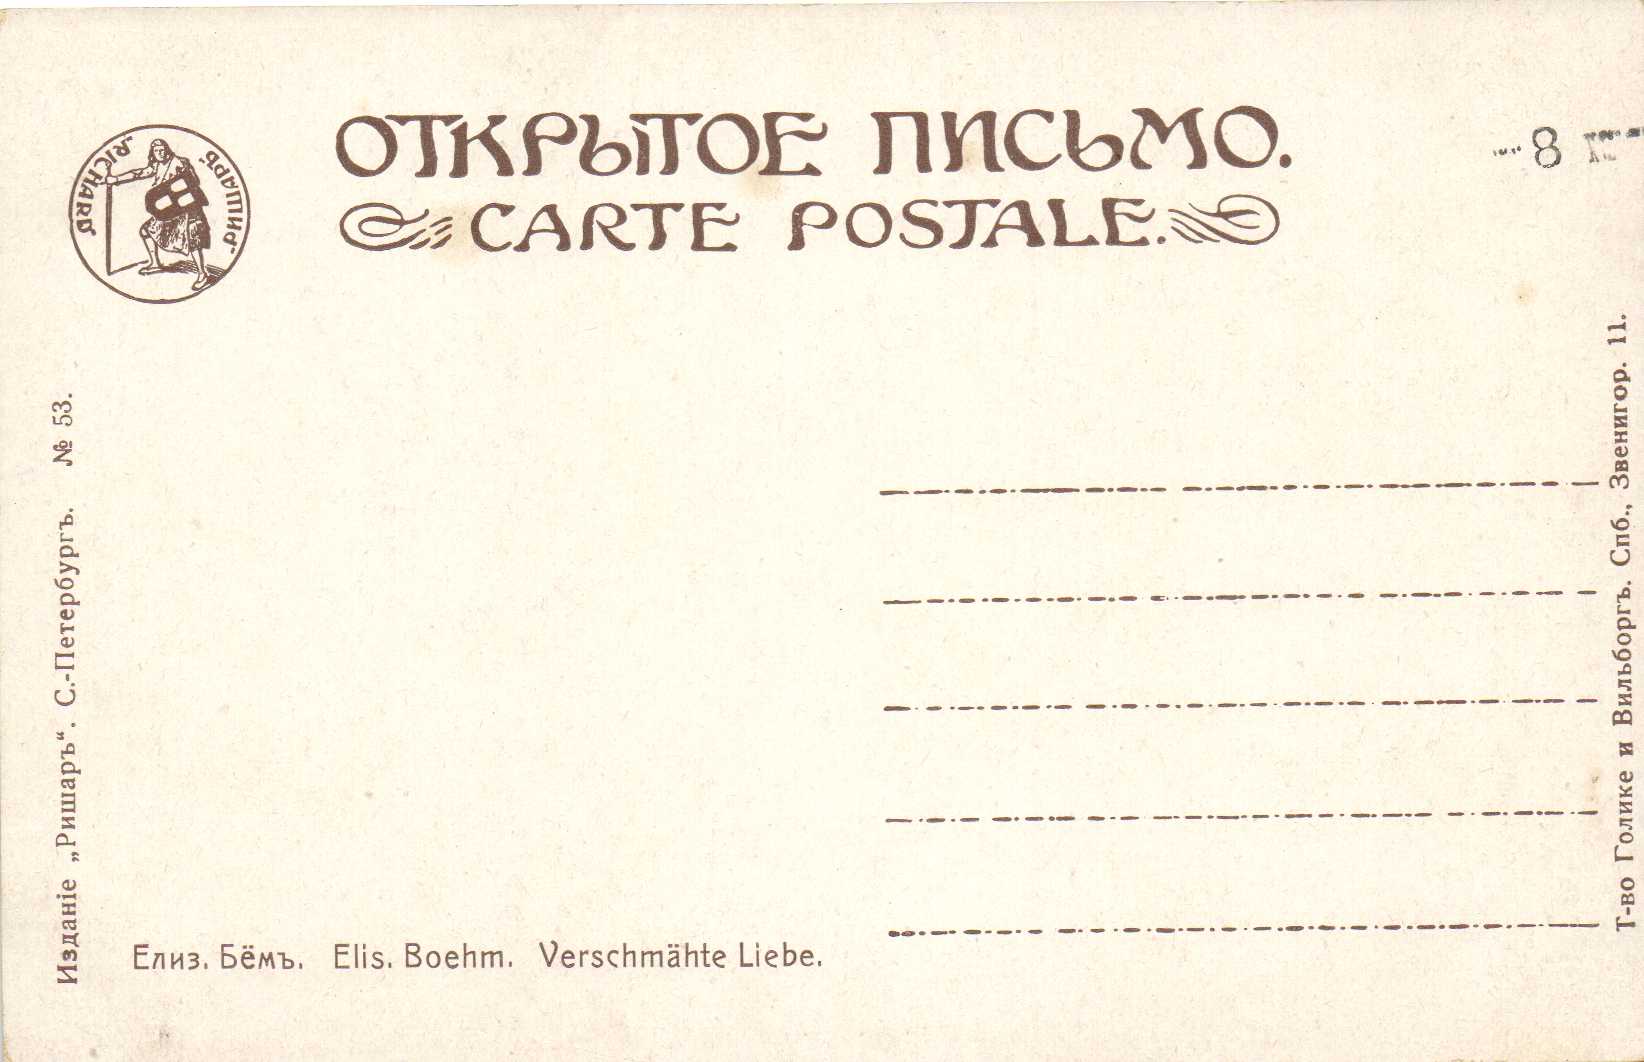 ОТКРЫТОЕ ПИСЬМО.
CARTE POSTALE.
„RICHARD“
„РИШАРЪ“
8
Изданіе „Ришаръ“. С.-Петербургъ. № 53.
Т-во Голике и Вильборгъ. Спб., Звенигор. 11.
Елиз. Бёмъ. Elis. Boehm. Verschmähte Liebe.